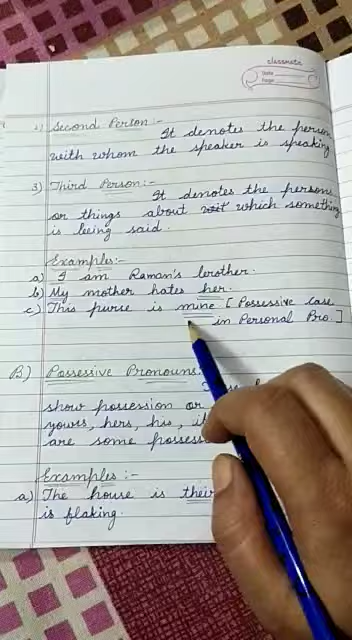 classmate
Date
Page
2) Second Person:-
It denotes the person
with whom the speaker is speaking
3) Third Person:-
It denotes the persons
or things about which something
is being said.
Examples:-
a) I am Raman's brother.
b) My mother hates her.
c) This purse is mine [ Possessive case
in Personal Pro. ]
B.) Possessive Pronouns:
show possession or
yours, hers, his,
are some
Examples :-
a) The house is their
is flaking.